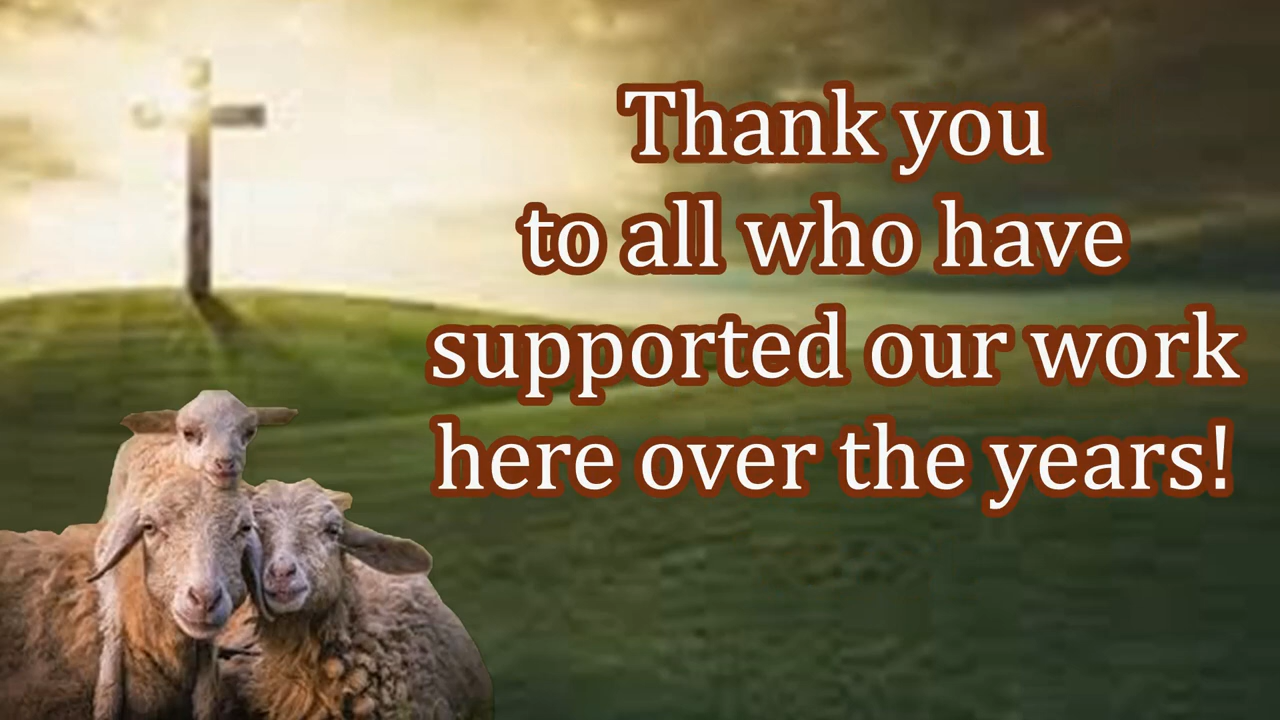 Thank you
to all who have
supported our work
here over the years!